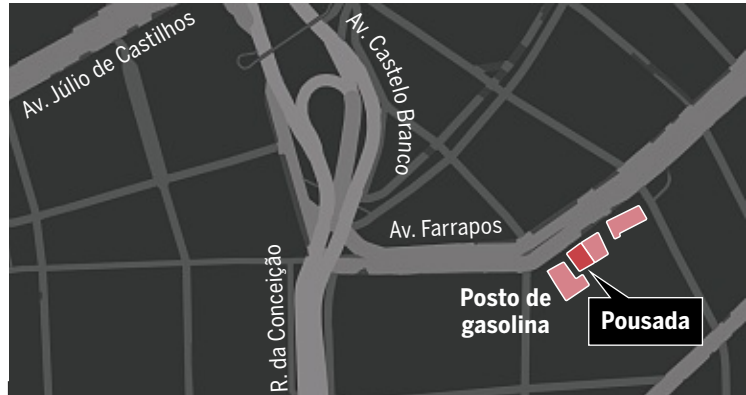 Av. Júlio de Castilhos
Av. Castelo Branco
Av. Farrapos
R. da Conceição
Posto de
gasolina
Pousada